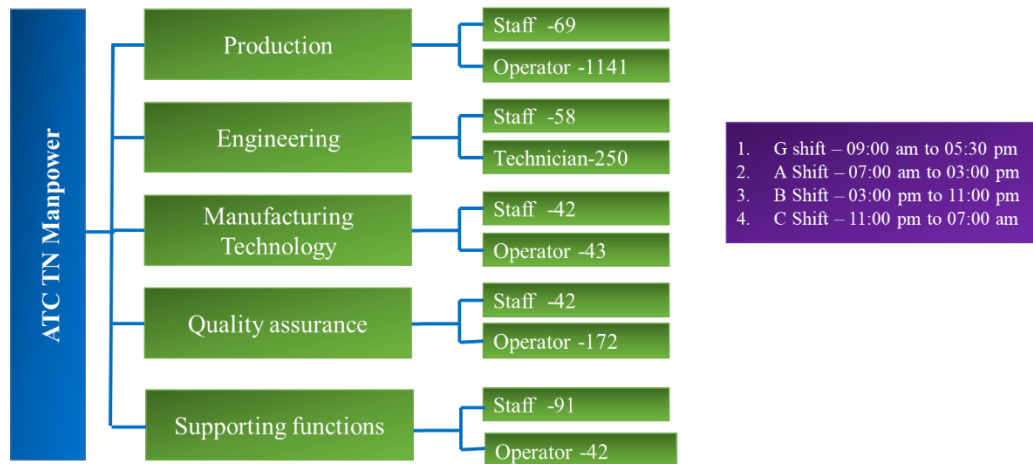 ATC TN Manpower
Production
Staff -69
Operator -1141
Engineering
Staff -58
Technician-250
Manufacturing
Technology
Staff -42
Operator -43
Quality assurance
Staff -42
Operator -172
Supporting functions
Staff -91
Operator -42
1. G shift – 09:00 am to 05:30 pm
2. A Shift – 07:00 am to 03:00 pm
3. B Shift – 03:00 pm to 11:00 pm
4. C Shift – 11:00 pm to 07:00 am